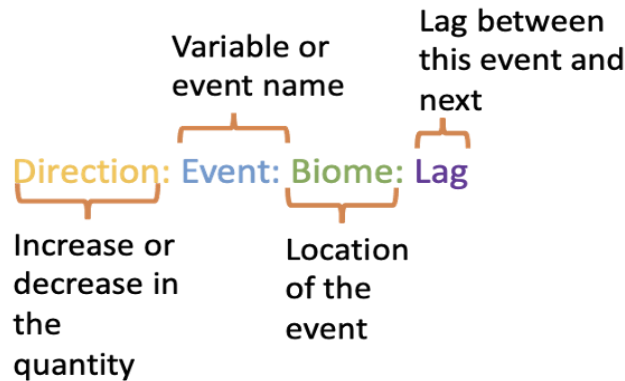 Lag between
this event and
next
Variable or
event name
Direction: Event: Biome: Lag
Increase or
decrease in
the
quantity
Location
of the
event